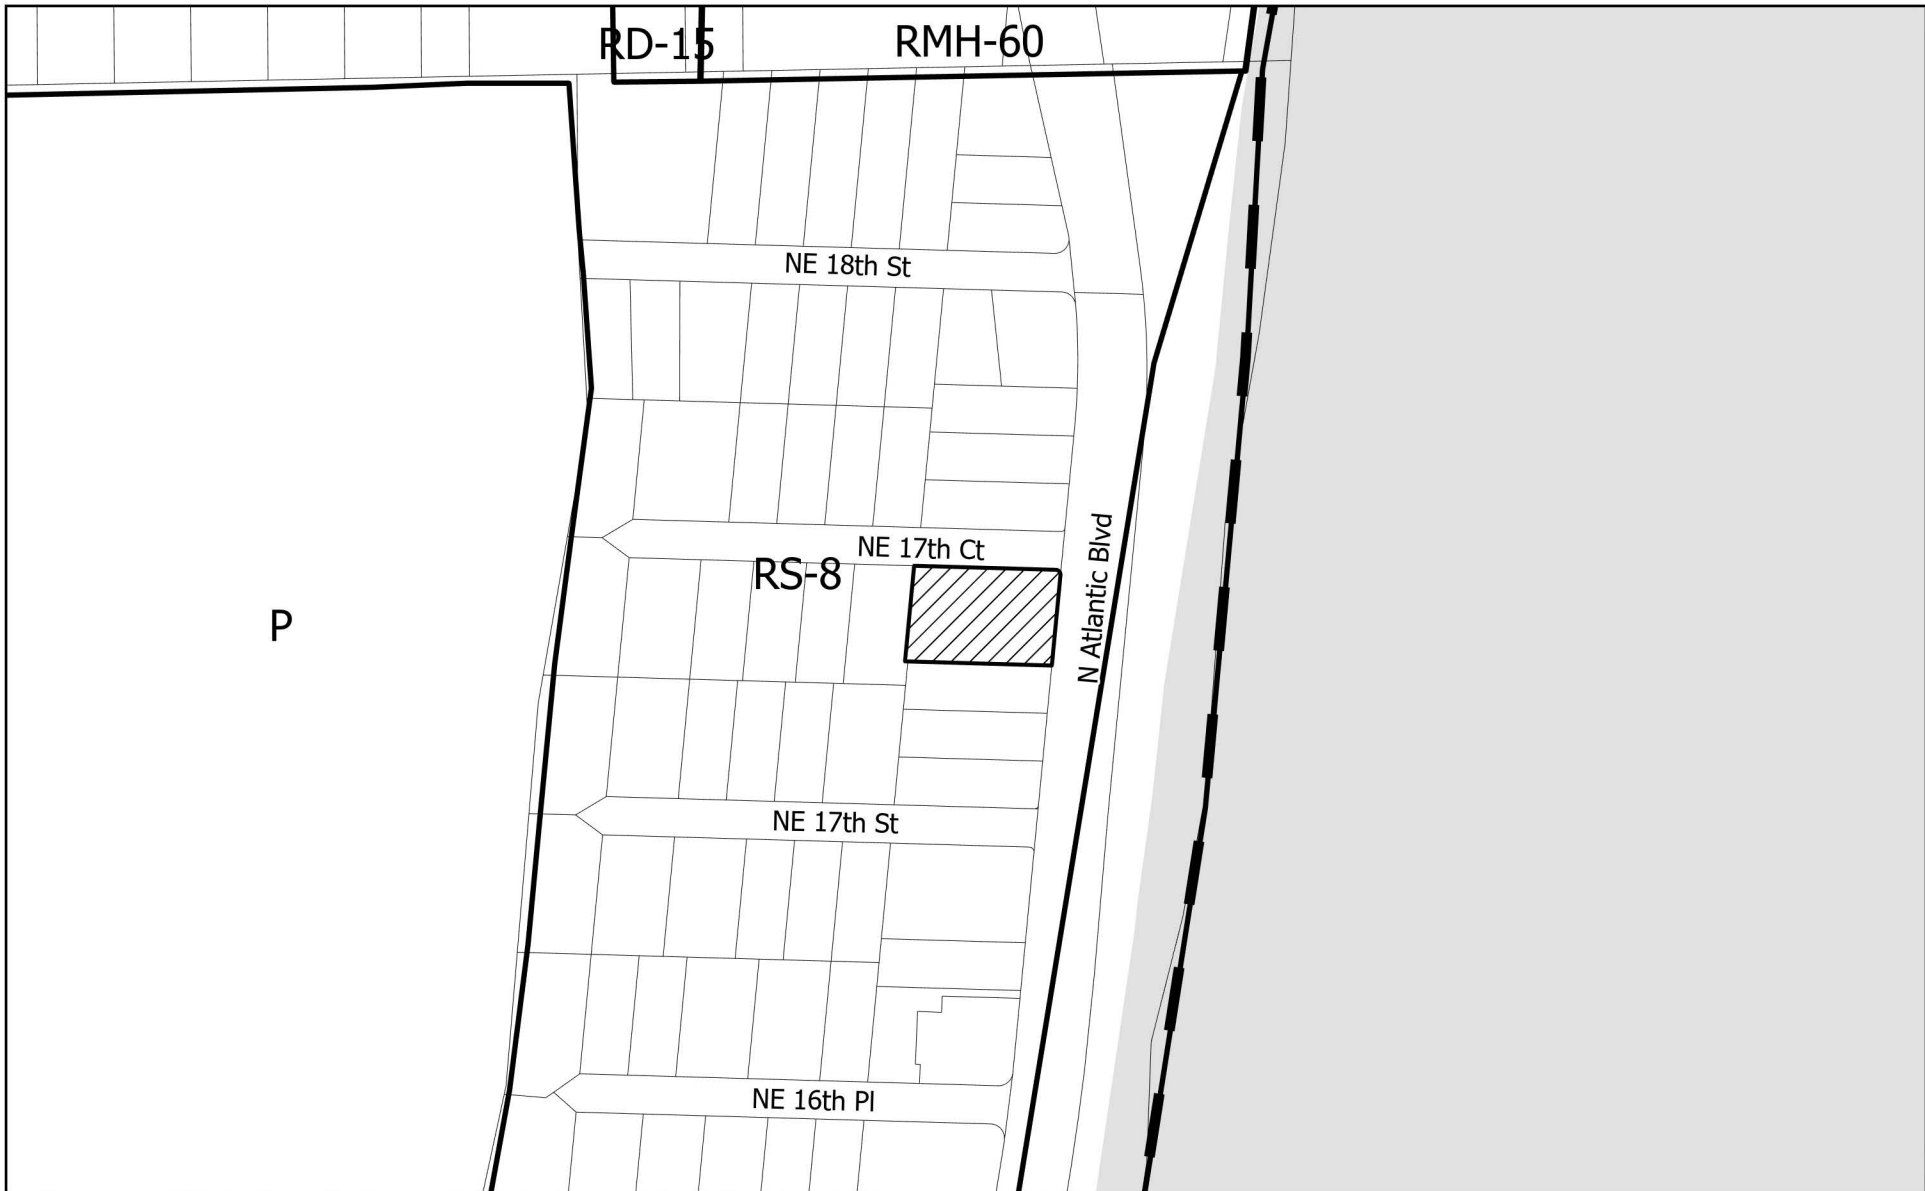 RD-15
RMH-60
NE 18th St
NE 17th Ct
RS-8
N Atlantic Blvd
P
NE 17th St
NE 16th Pl